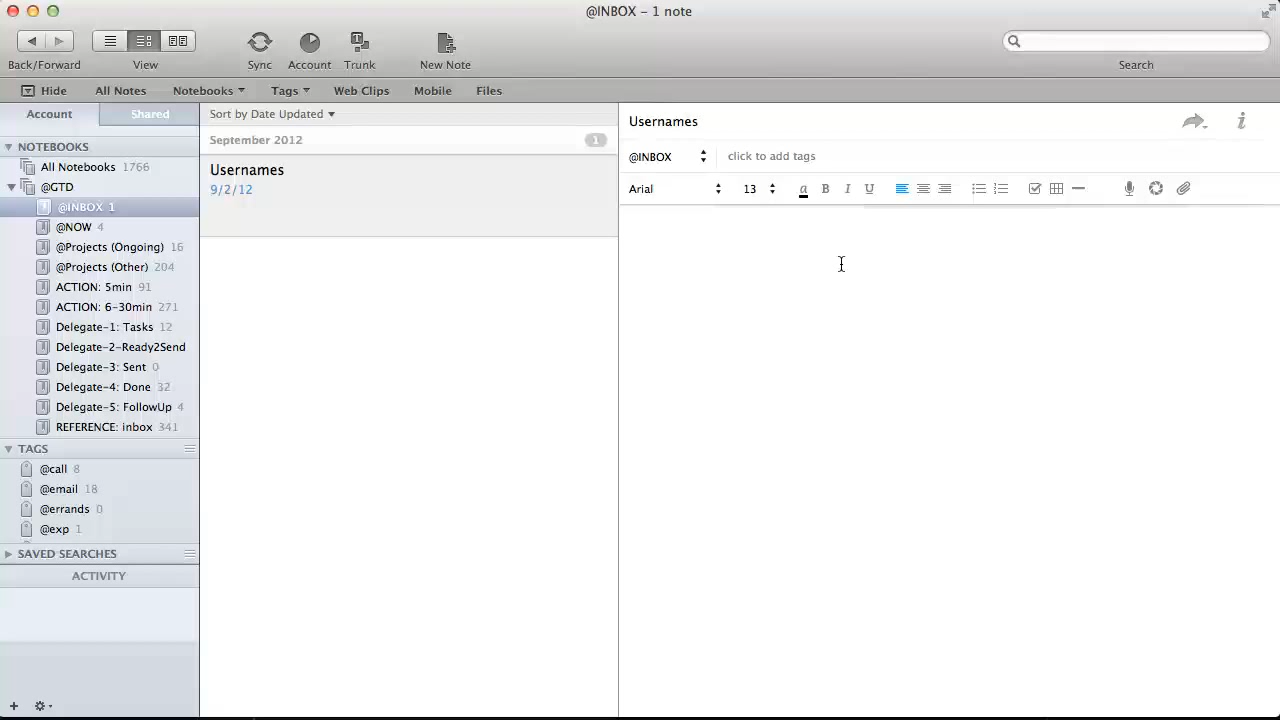 @INBOX – 1 note
Back/Forward
View
Sync
Account
Trunk
New Note
Search
Hide
All Notes
Notebooks
Tags
Web Clips
Mobile
Files
Account
Shared
NOTEBOOKS
All Notebooks 1766
@GTD
@INBOX 1
@NOW 4
@Projects (Ongoing) 16
@Projects (Other) 204
ACTION: 5min 91
ACTION: 6-30min 271
Delegate-1: Tasks 12
Delegate-2-Ready2Send
Delegate-3: Sent 0
Delegate-4: Done 32
Delegate-5: FollowUp 4
REFERENCE: inbox 341
TAGS
@call 8
@email 18
@errands 0
@exp 1
SAVED SEARCHES
ACTIVITY
Sort by Date Updated
September 2012 1
Usernames
9/2/12
Usernames
@INBOX click to add tags
Arial 13 a B I U